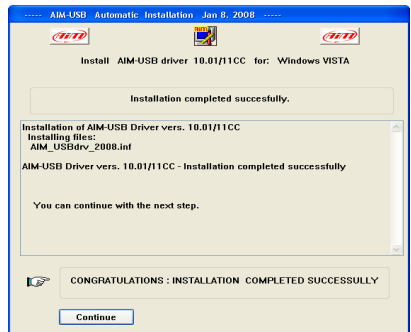 ----- AIM-USB Automatic Installation Jan 8. 2008 -----
Install AIM-USB driver 10.01/11CC for: Windows VISTA
Installation completed succesfully.
Installation of AIM-USB Driver vers. 10.01/11CC
Installing files:
AIM_USBdrv_2008.inf
AIM-USB Driver vers. 10.01/11CC - Installation completed successfully
You can continue with the next step.
CONGRATULATIONS : INSTALLATION COMPLETED SUCCESSULLY
Continue